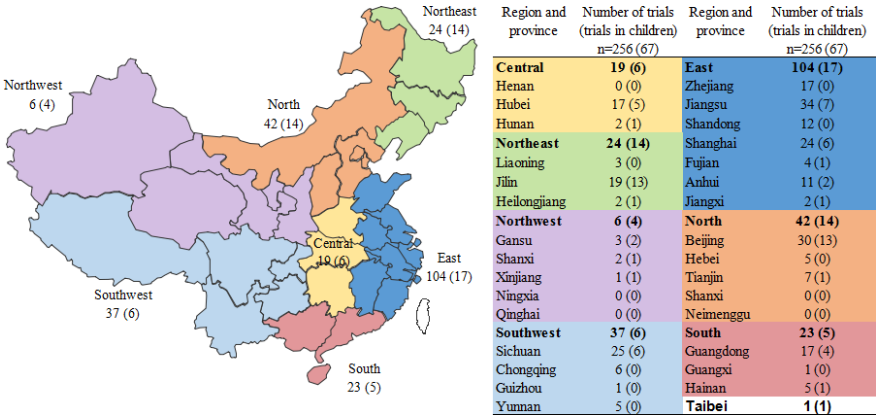 Northeast
24 (14)
Northwest
6 (4)
North
42 (14)
Central
19 (6)
East
104 (17)
Southwest
37 (6)
South
23 (5)
Region and province Number of trials (trials in children) n=256 (67) Region and province Number of trials (trials in children) n=256 (67)
Central 19 (6) East 104 (17)
Henan 0 (0) Zhejiang 17 (0)
Hubei 17 (5) Jiangsu 34 (7)
Hunan 2 (1) Shandong 12 (0)
Northeast 24 (14) Shanghai 24 (6)
Liaoning 3 (0) Fujian 4 (1)
Jilin 19 (13) Anhui 11 (2)
Heilongjiang 2 (1) Jiangxi 2 (1)
Northwest 6 (4) North 42 (14)
Gansu 3 (2) Beijing 30 (13)
Shanxi 2 (1) Hebei 5 (0)
Xinjiang 1 (1) Tianjin 7 (1)
Ningxia 0 (0) Shanxi 0 (0)
Qinghai 0 (0) Neimenggu 0 (0)
Southwest 37 (6) South 23 (5)
Sichuan 25 (6) Guangdong 17 (4)
Chongqing 6 (0) Guangxi 1 (0)
Guizhou 1 (0) Hainan 5 (1)
Yunnan 5 (0) Taibei 1 (1)